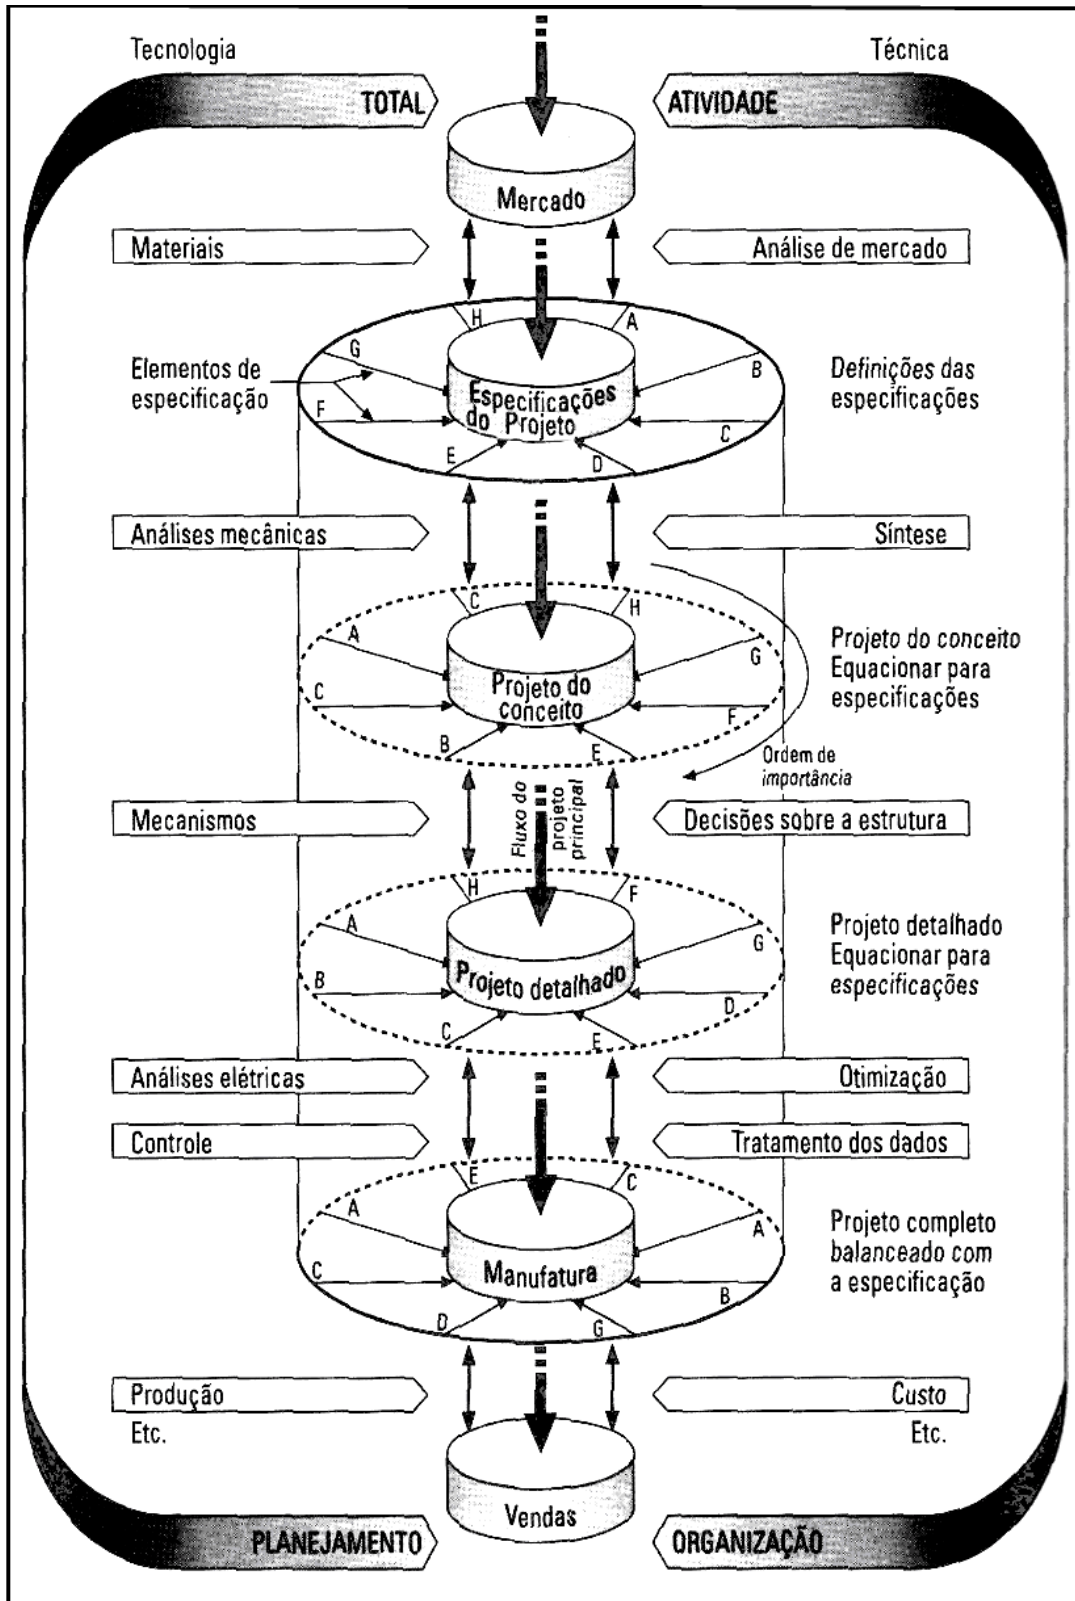 Tecnologia
Técnica
TOTAL
ATIVIDADE
Mercado
Materiais
Análise de mercado
H
A
G
B
Elementos de
especificação
Especificações
do Projeto
Definições das
especificações
F
C
E
D
Análises mecânicas
Síntese
C
H
A
G
Projeto do
conceito
Projeto do conceito
Equacionar para
especificações
C
F
B
E
Ordem de
importância
Mecanismos
Fluxo do
projeto
principal
Decisões sobre a estrutura
H
F
A
G
Projeto detalhado
Projeto detalhado
Equacionar para
especificações
B
D
C
E
Análises elétricas
Otimização
Controle
Tratamento dos dados
E
C
A
A
Manufatura
Projeto completo
balanceado com
a especificação
C
B
D
G
Produção
Custo
Etc.
Etc.
Vendas
PLANEJAMENTO
ORGANIZAÇÃO